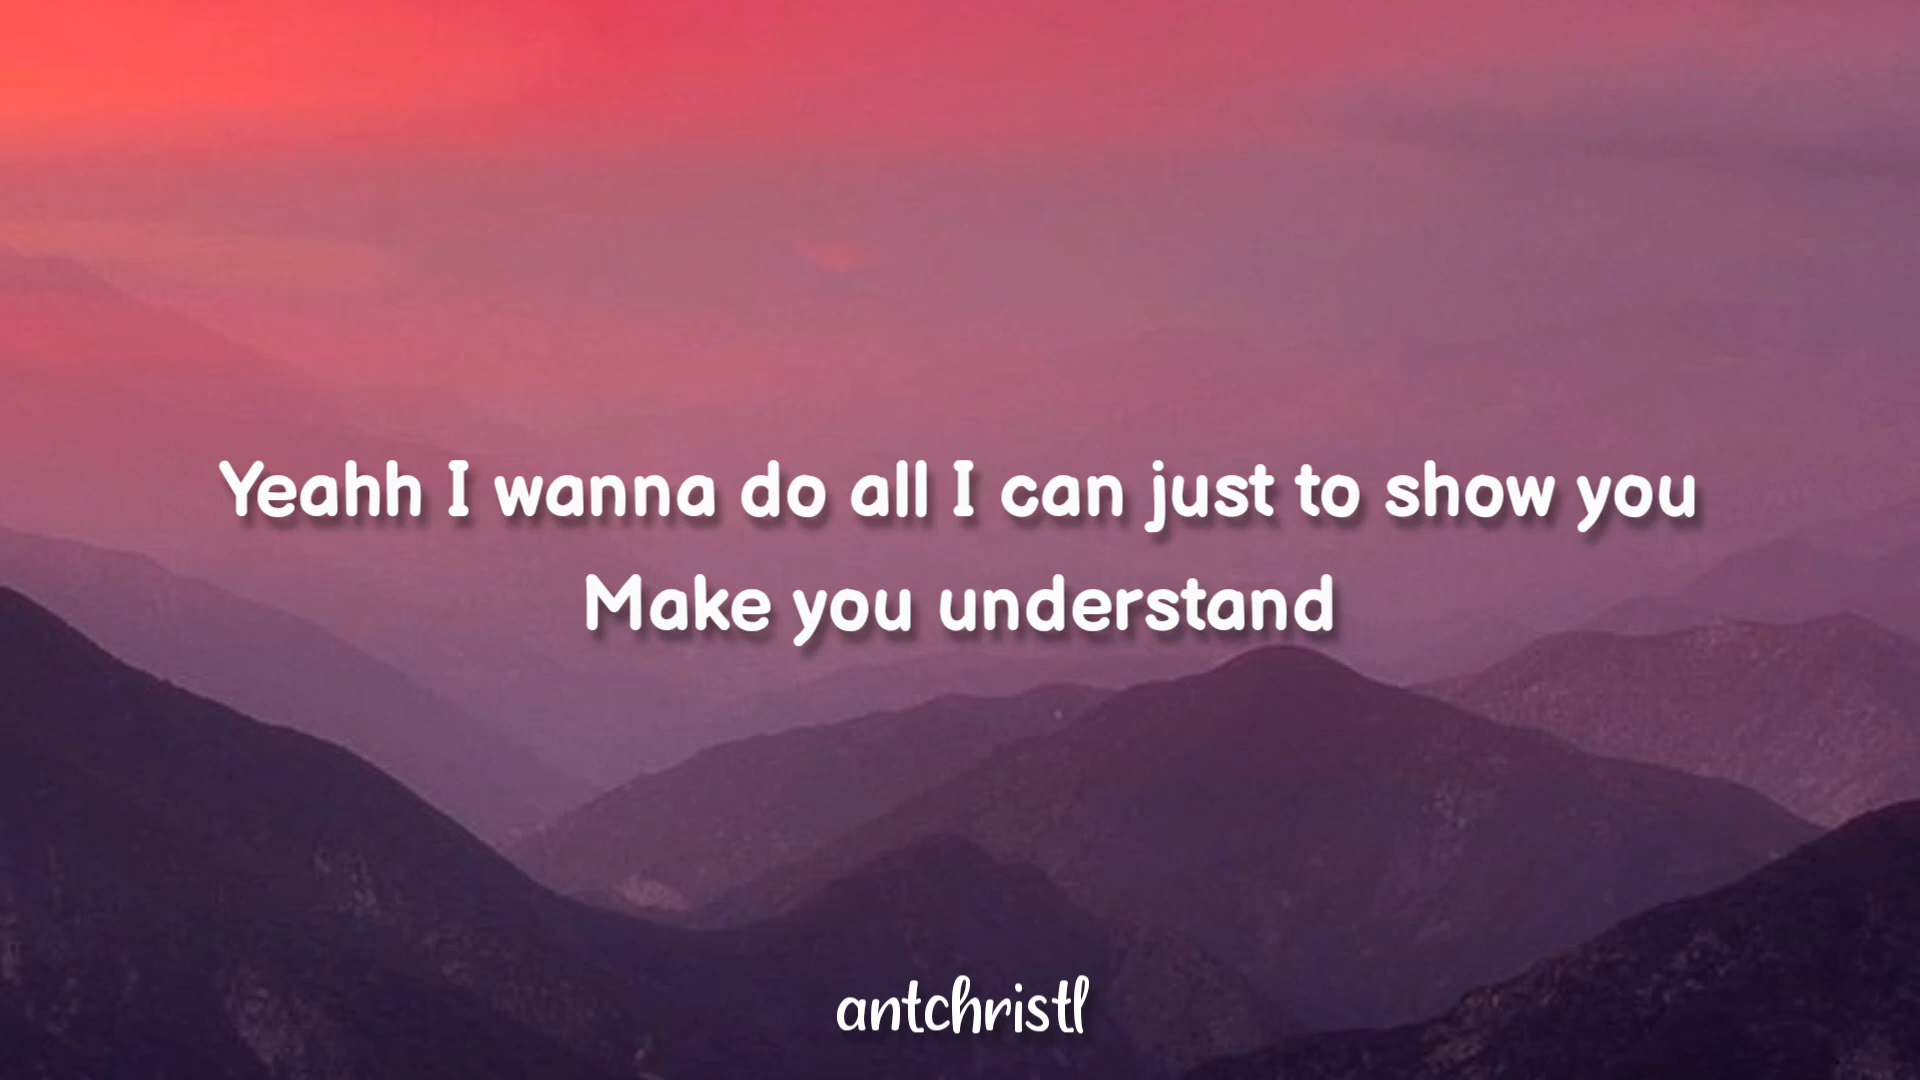 Yeahh I wanna do all I can just to show you
Make you understand
antchristl